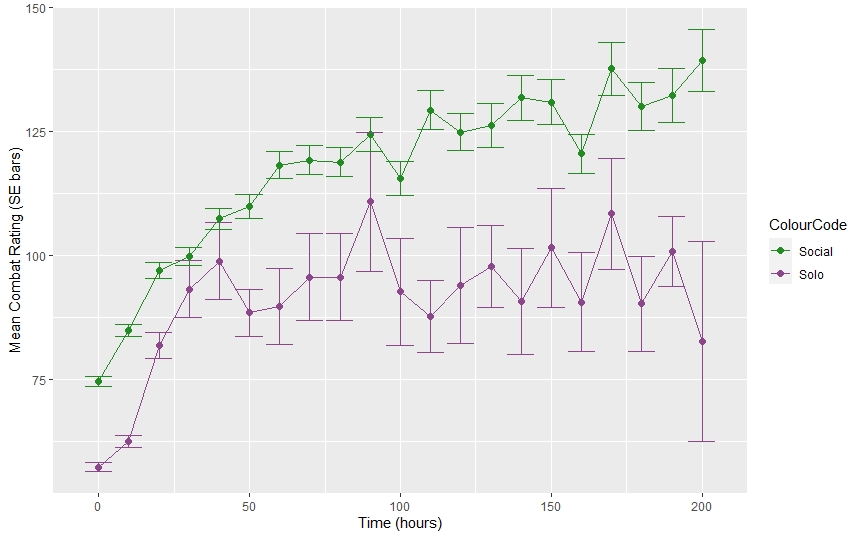 150
125
100
75
Mean Combat Rating (SE bars)
0 50 100 150 200
Time (hours)
ColourCode
Social
Solo